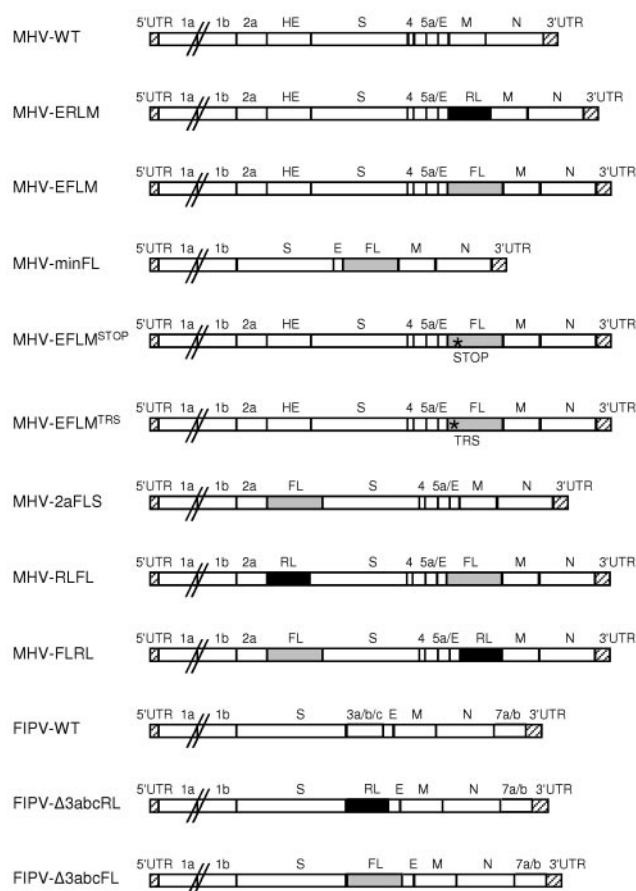 5'UTR 1a 1b 2a HE S 4 5a/E M N 3'UTR
MHV-WT
5'UTR 1a 1b 2a HE S 4 5a/E RL M N 3'UTR
MHV-ERLM
5'UTR 1a 1b 2a HE S 4 5a/E FL M N 3'UTR
MHV-EFLM
5'UTR 1a 1b S E FL M N 3'UTR
MHV-minFL
5'UTR 1a 1b 2a HE S 4 5a/E FL M N 3'UTR
MHV-EFLMSTOP
*
STOP
5'UTR 1a 1b 2a HE S 4 5a/E FL M N 3'UTR
MHV-EFLMTRS
*
TRS
5'UTR 1a 1b 2a FL S 4 5a/E M N 3'UTR
MHV-2aFLS
5'UTR 1a 1b 2a RL S 4 5a/E FL M N 3'UTR
MHV-RLFL
5'UTR 1a 1b 2a FL S 4 5a/E RL M N 3'UTR
MHV-FLRL
5'UTR 1a 1b S 3a/b/c E M N 7a/b 3'UTR
FIPV-WT
5'UTR 1a 1b S RL E M N 7a/b 3'UTR
FIPV-Δ3abcRL
5'UTR 1a 1b S FL E M N 7a/b 3'UTR
FIPV-Δ3abcFL